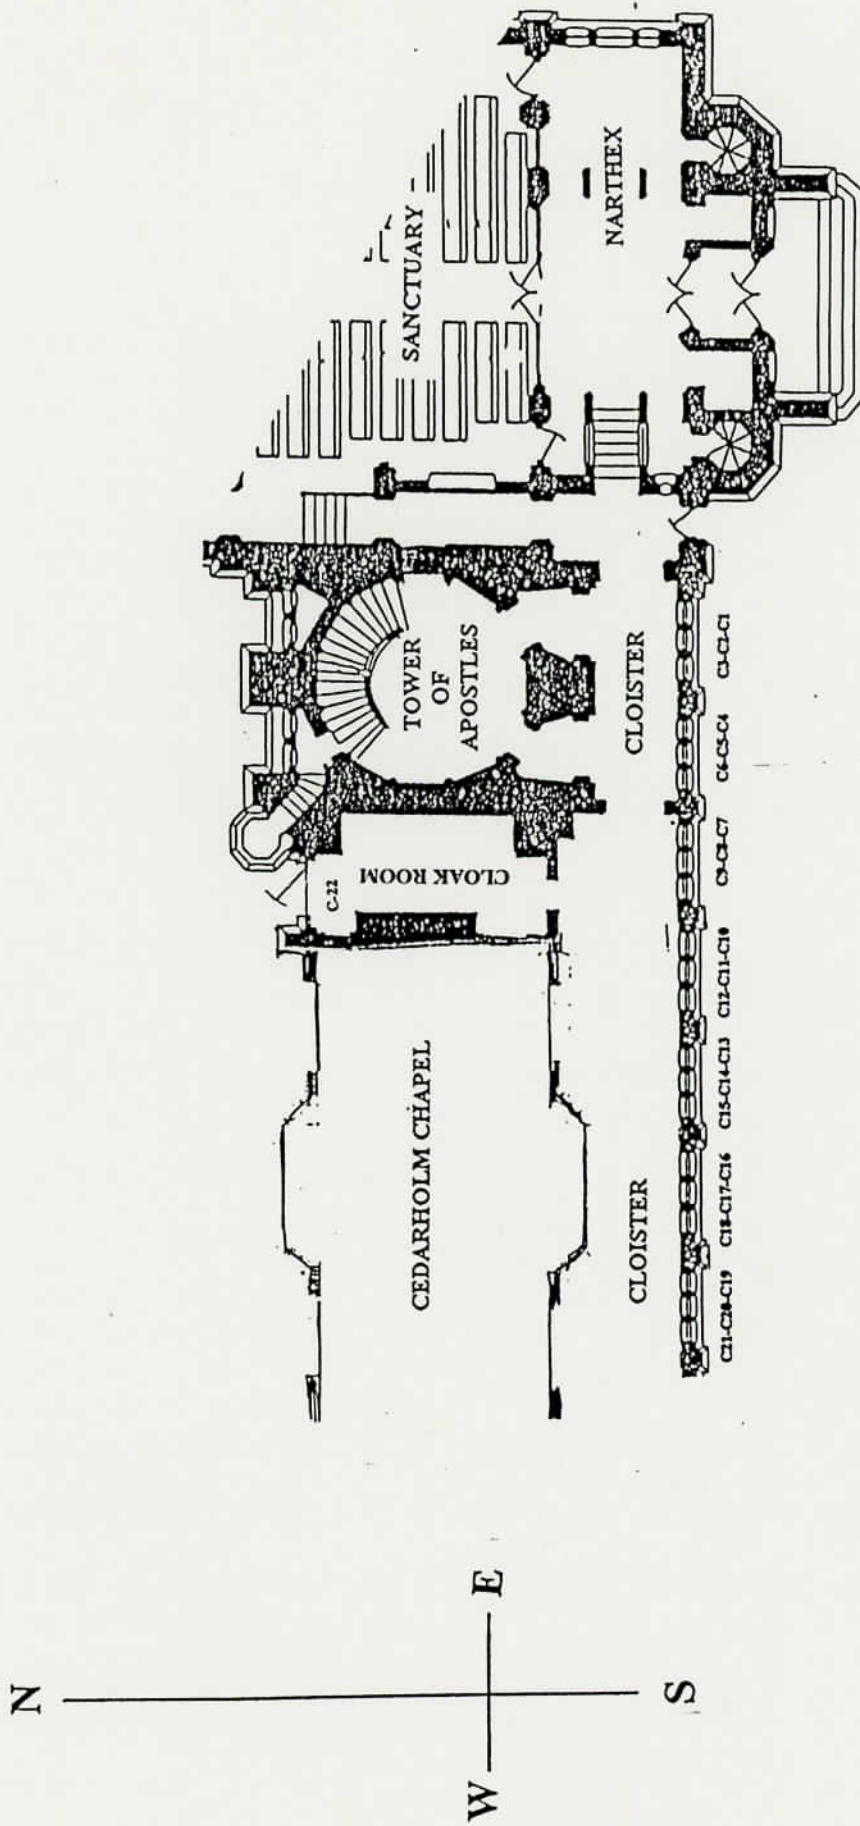 SANCTUARY
NARTHEX
TOWER
OF
APOSTLES
CLOISTER
CLOAK ROOM
C-22
CEDARHOLM CHAPEL
CLOISTER
C21-C20-C19
C18-C17-C16
C15-C14-C13
C12-C11-C10
C9-C8-C7
C6-C5-C4
C3-C2-C1
N
W
E
S